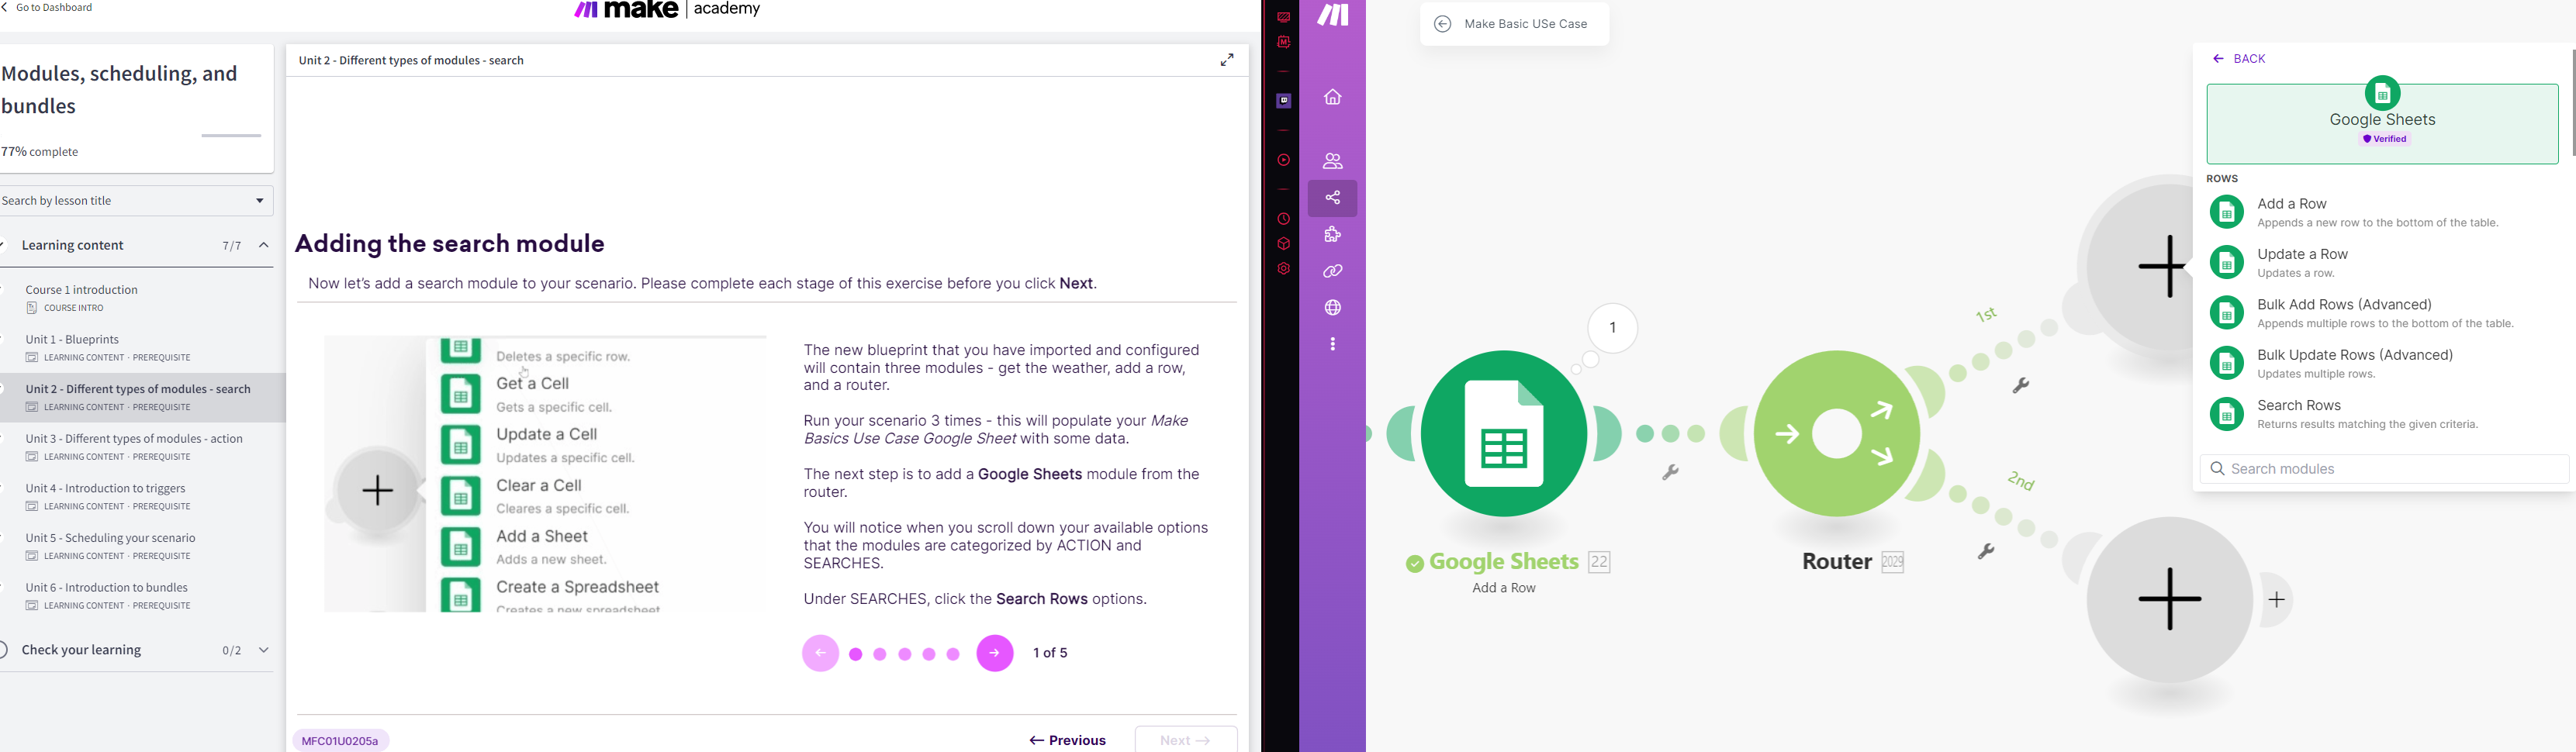 Go to Dashboard
make academy
Modules, scheduling, and
bundles
77% complete
Search by lesson title
Learning content 7/7
Course 1 introduction
COURSE INTRO
Unit 1 - Blueprints
LEARNING CONTENT · PREREQUISITE
Unit 2 - Different types of modules - search
LEARNING CONTENT · PREREQUISITE
Unit 3 - Different types of modules - action
LEARNING CONTENT · PREREQUISITE
Unit 4 - Introduction to triggers
LEARNING CONTENT · PREREQUISITE
Unit 5 - Scheduling your scenario
LEARNING CONTENT · PREREQUISITE
Unit 6 - Introduction to bundles
LEARNING CONTENT · PREREQUISITE
Check your learning 0/2
Unit 2 - Different types of modules - search
Adding the search module
Now let's add a search module to your scenario. Please complete each stage of this exercise before you click Next.
Deletes a specific row.
Get a Cell
Gets a specific cell.
Update a Cell
Updates a specific cell.
Clear a Cell
Cleares a specific cell.
Add a Sheet
Adds a new sheet.
Create a Spreadsheet
Creates a new spreadsheet
The new blueprint that you have imported and configured
will contain three modules - get the weather, add a row,
and a router.
Run your scenario 3 times - this will populate your Make
Basics Use Case Google Sheet with some data.
The next step is to add a Google Sheets module from the
router.
You will notice when you scroll down your available options
that the modules are categorized by ACTION and
SEARCHES.
Under SEARCHES, click the Search Rows options.
1 of 5
MFC01U0205a
Previous
Next
Make Basic USe Case
1
Google Sheets 22
Add a Row
Router 2029
1st
2nd
BACK
Google Sheets
Verified
ROWS
Add a Row
Appends a new row to the bottom of the table.
Update a Row
Updates a row.
Bulk Add Rows (Advanced)
Appends multiple rows to the bottom of the table.
Bulk Update Rows (Advanced)
Updates multiple rows.
Search Rows
Returns results matching the given criteria.
Search modules